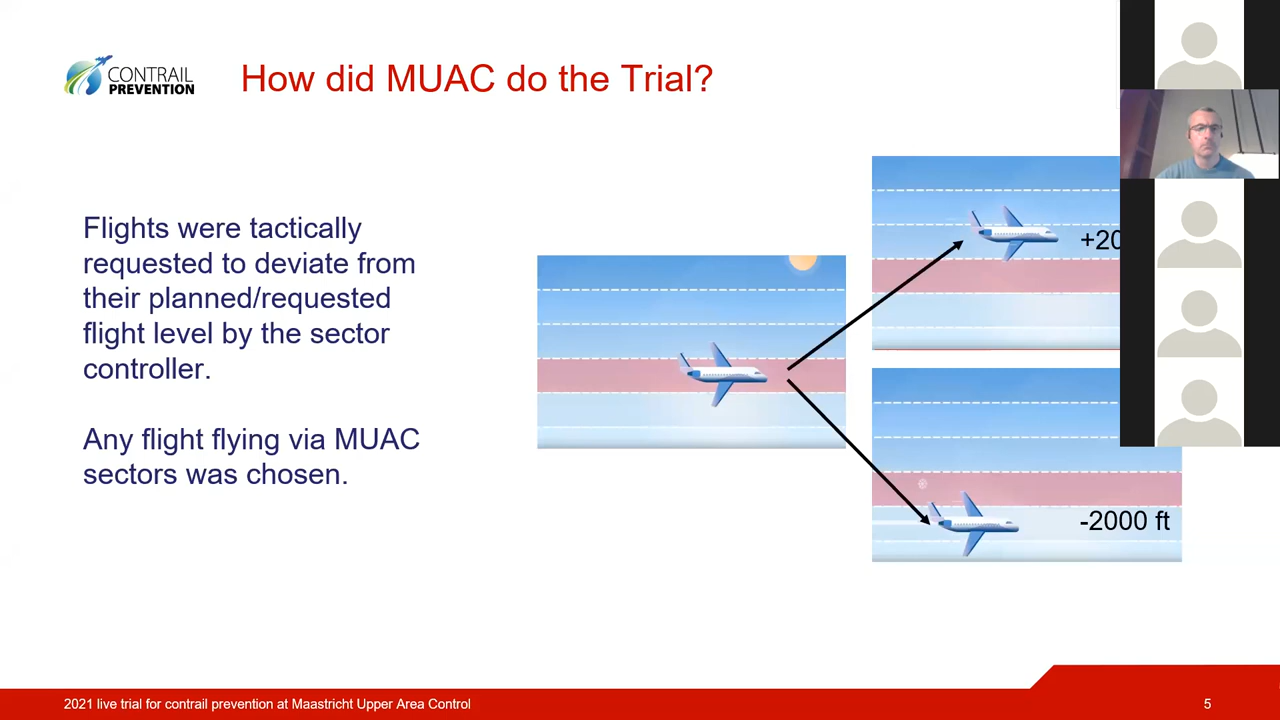 CONTRAIL
PREVENTION
How did MUAC do the Trial?
Flights were tactically
requested to deviate from
their planned/requested
flight level by the sector
controller.
Any flight flying via MUAC
sectors was chosen.
+20
-2000 ft
2021 live trial for contrail prevention at Maastricht Upper Area Control
5